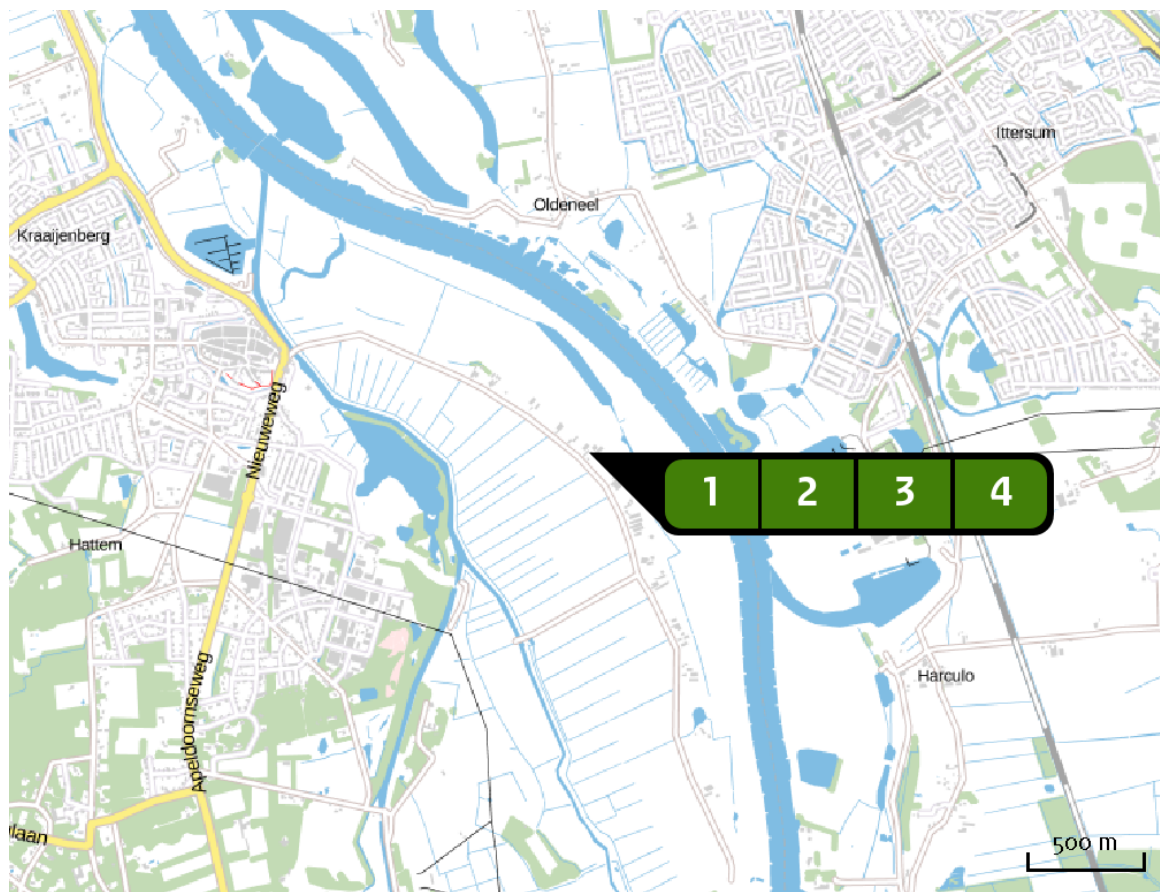 Ittersum
Oldeneel
Kraaijenberg
Nieuweweg
1 2 3 4
Hattem
Harculo
Apeldoornseweg
laan
500 m